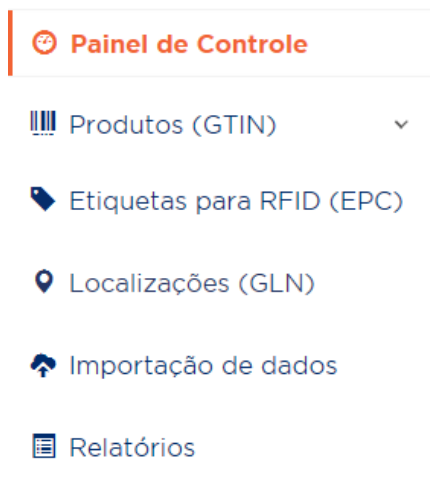 Painel de Controle
Produtos (GTIN)
Etiquetas para RFID (EPC)
Localizações (GLN)
Importação de dados
Relatórios